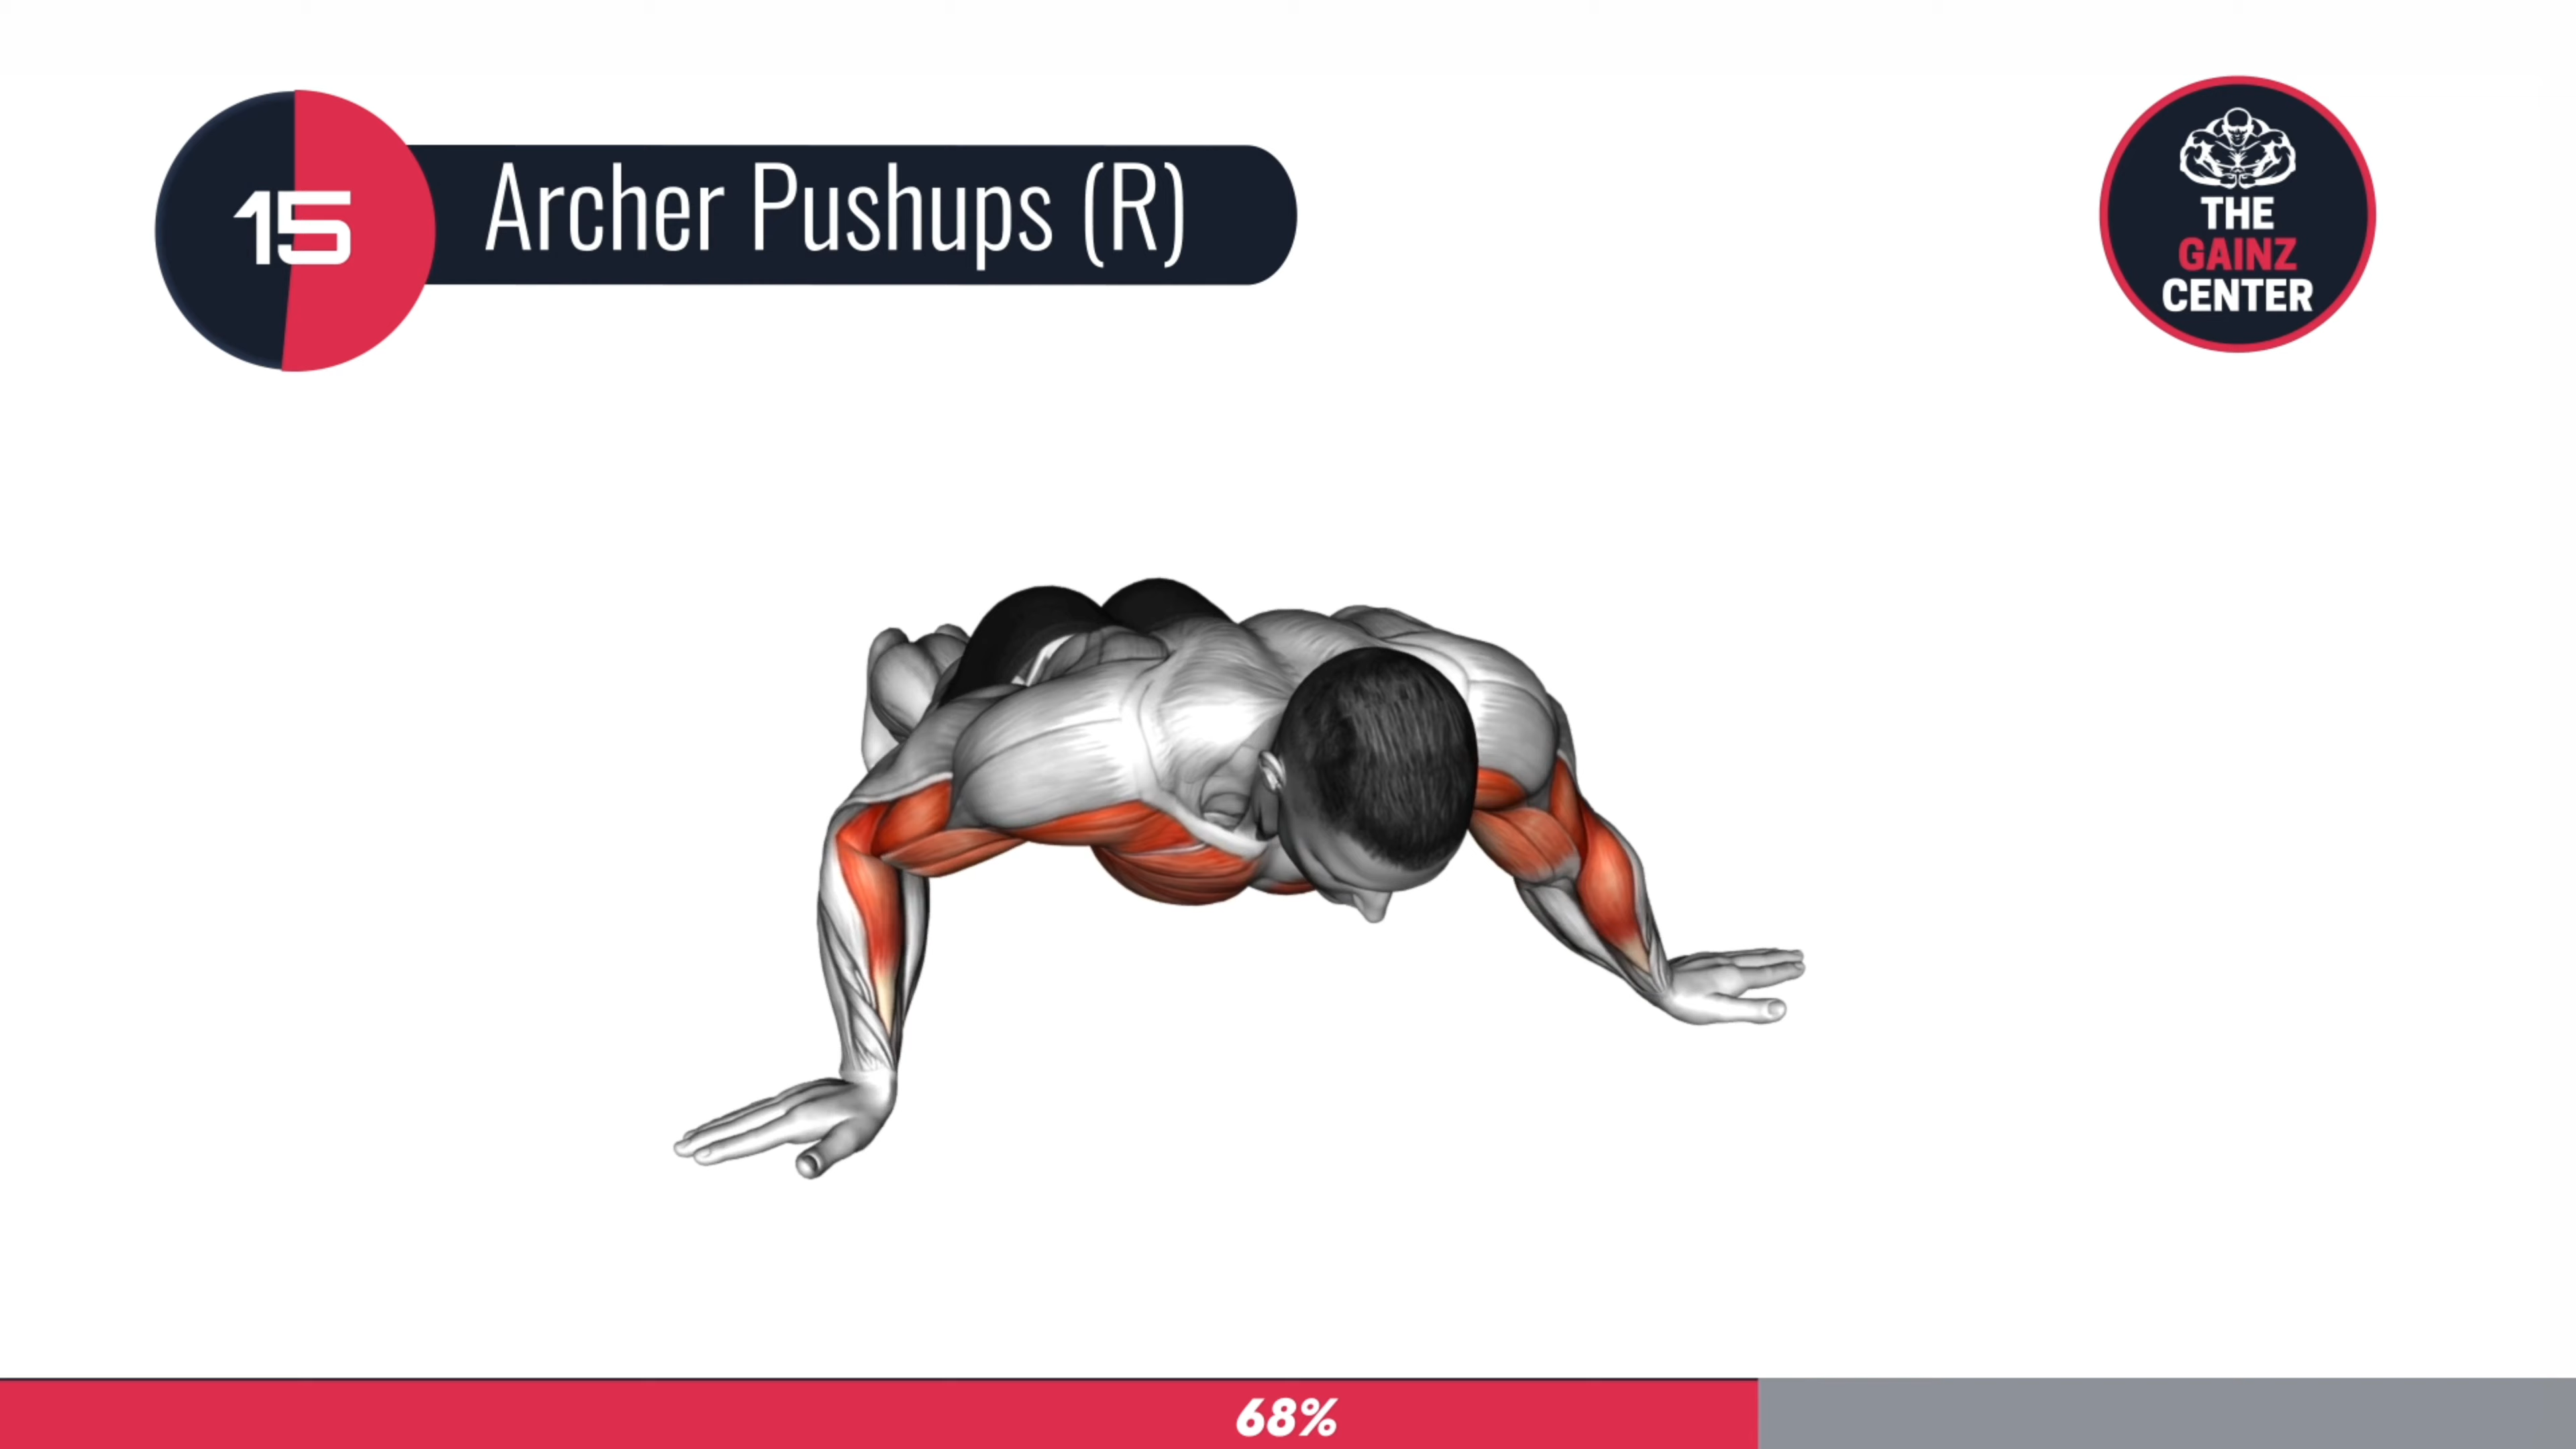 15
Archer Pushups (R)
THE
GAINZ
CENTER
68%